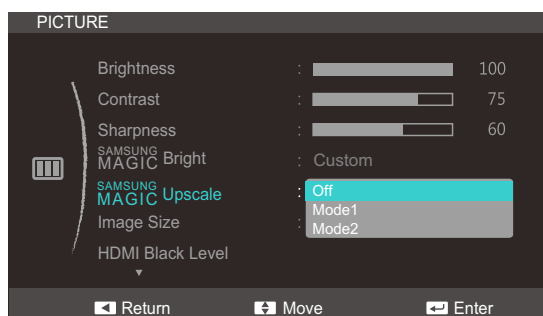 PICTURE
Brightness : 100
Contrast : 75
Sharpness : 60
SAMSUNG MAGIC Bright : Custom
SAMSUNG MAGIC Upscale : Off
Mode1
Image Size :
Mode2
HDMI Black Level
Return Move Enter